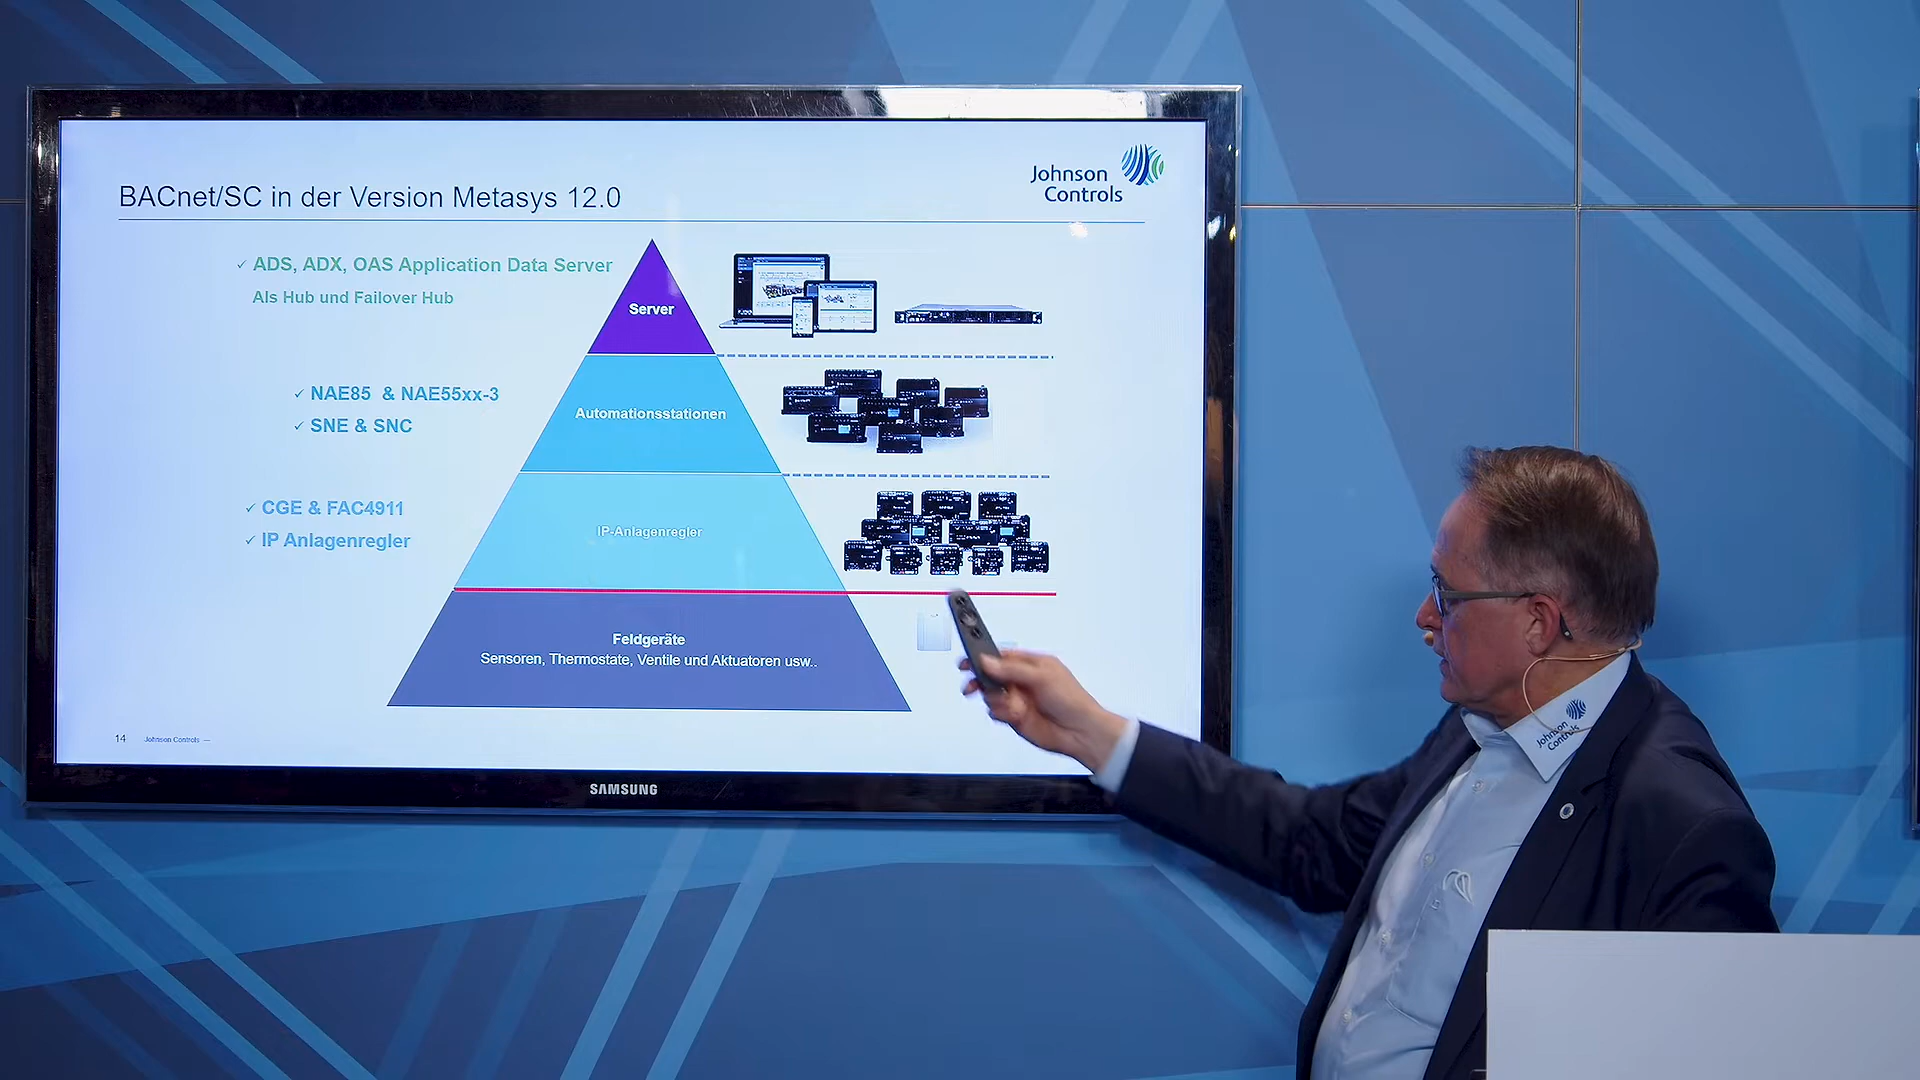 BACnet/SC in der Version Metasys 12.0
Johnson
Controls
✓ ADS, ADX, OAS Application Data Server
Als Hub und Failover Hub
Server
✓ NAE85 & NAE55xx-3
✓ SNE & SNC
Automationsstationen
✓ CGE & FAC4911
✓ IP Anlagenregler
IP-Anlagenregler
Feldgeräte
Sensoren, Thermostate, Ventile und Aktuatoren usw..
14 Johnson Controls —
SAMSUNG
Johnson
Controls